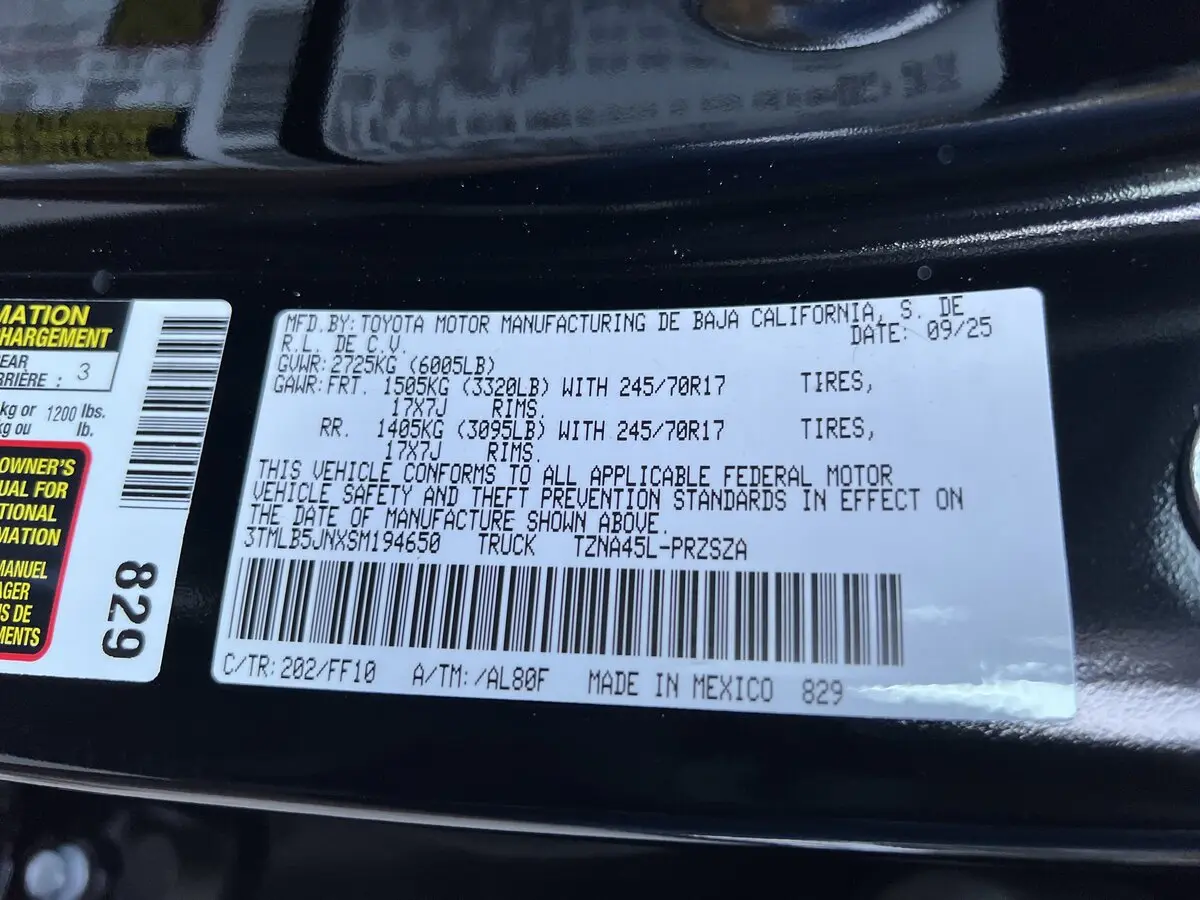 MATION
HARGEMENT
EAR
RIÈRE : 3
kg or 1200 lbs.
kg ou lb.
OWNER'S
UAL FOR
TIONAL
MATION
MANUEL
AGER
S DE
MENTS
829
MFD.BY: TOYOTA MOTOR MANUFACTURING DE BAJA CALIFORNIA, S. DE
R.L. DE C.V. DATE: 09/25
GVWR: 2725KG (6005LB)
GAWR: FRT. 1505KG (3320LB) WITH 245/70R17 TIRES,
17X7J RIMS.
RR. 1405KG (3095LB) WITH 245/70R17 TIRES,
17X7J RIMS.
THIS VEHICLE CONFORMS TO ALL APPLICABLE FEDERAL MOTOR
VEHICLE SAFETY AND THEFT PREVENTION STANDARDS IN EFFECT ON
THE DATE OF MANUFACTURE SHOWN ABOVE.
3TMLB5JNXSM194650 TRUCK TZNA45L-PRZSZA
C/TR: 202/FF10 A/TM: /AL80F MADE IN MEXICO 829